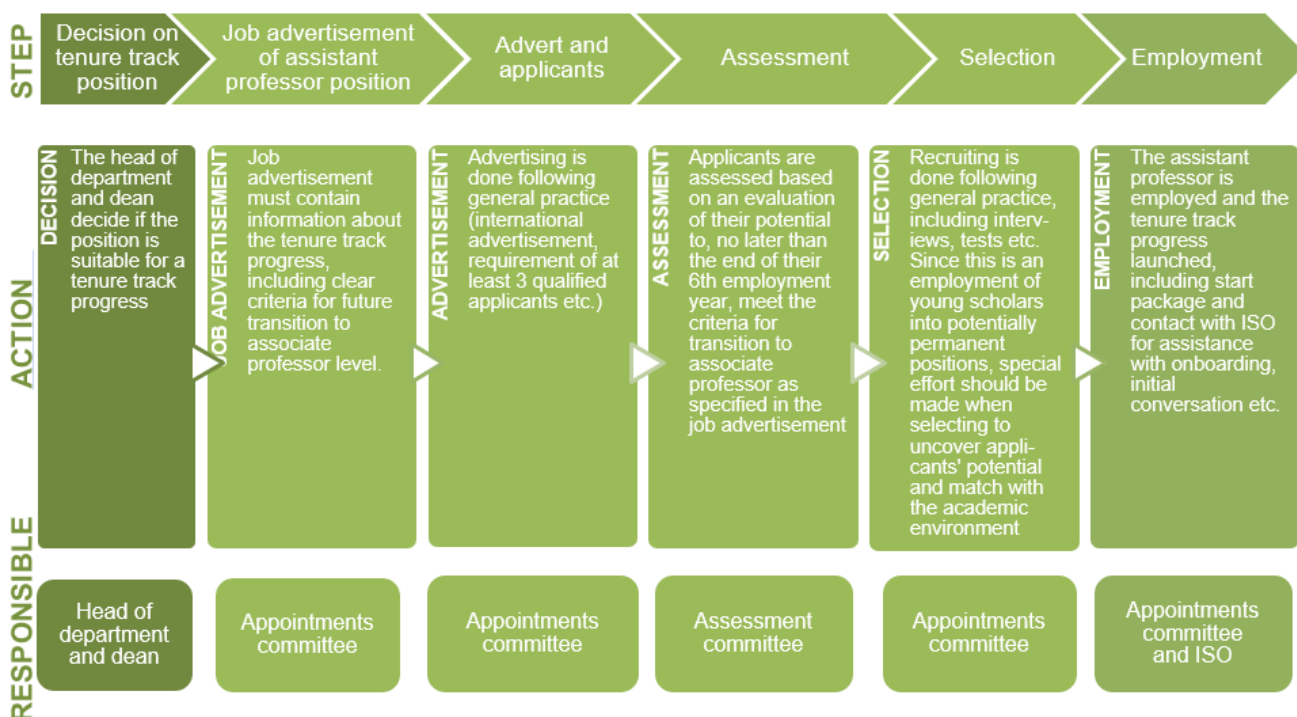 STEP
Decision on
tenure track
position
Job advertisement
of assistant
professor position
Advert and
applicants
Assessment
Selection
Employment
ACTION
DECISION
The head of
department
and dean
decide if the
position is
suitable for a
tenure track
progress
JOB ADVERTISEMENT
Job
advertisement
must contain
information about
the tenure track
progress,
including clear
criteria for future
transition to
associate
professor level.
ADVERTISEMENT
Advertising is
done following
general practice
(international
advertisement,
requirement of at
least 3 qualified
applicants etc.)
ASSESSMENT
Applicants are
assessed based
on an evaluation
of their potential
to, no later than
the end of their
6th employment
year, meet the
criteria for
transition to
associate
professor as
specified in the
job advertisement
SELECTION
Recruiting is
done following
general practice,
including interv-
iews, tests etc.
Since this is an
employment of
young scholars
into potentially
permanent
positions, special
effort should be
made when
selecting to
uncover appli-
cants' potential
and match with
the academic
environment
EMPLOYMENT
The assistant
professor is
employed and the
tenure track
progress
launched,
including start
package and
contact with ISO
for assistance
with onboarding,
initial
conversation etc.
RESPONSIBLE
Head of
department
and dean
Appointments
committee
Appointments
committee
Assessment
committee
Appointments
committee
Appointments
committee
and ISO